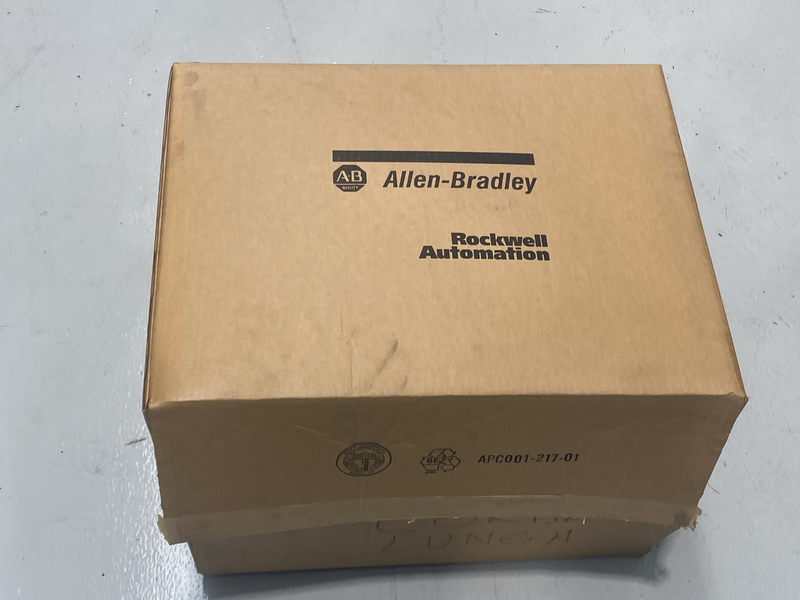 AB
QUALITY
Allen-Bradley
Rockwell
Automation
APC001-217-01